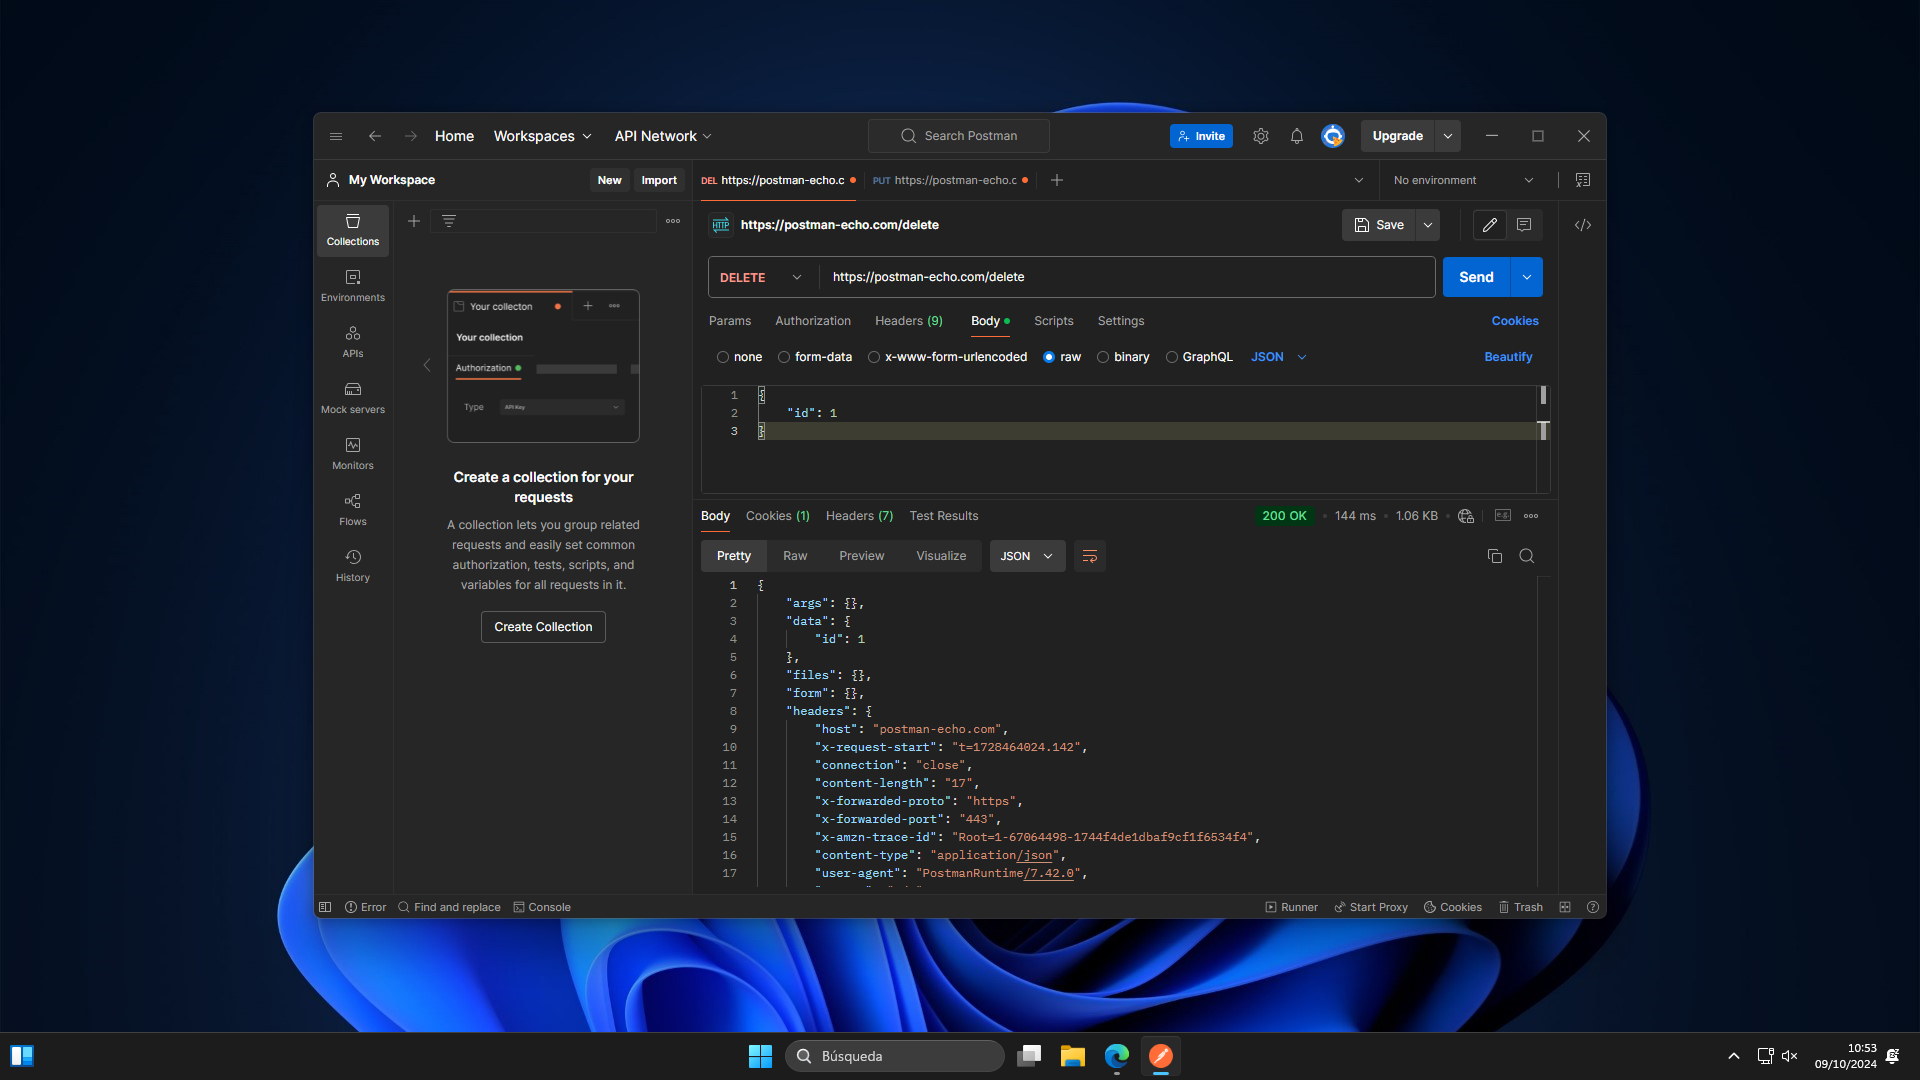 Home
Workspaces
API Network
Search Postman
Invite
Upgrade
My Workspace
New
Import
DEL https://postman-echo.c
PUT https://postman-echo.c
No environment
Collections
Environments
APIs
Mock servers
Monitors
Flows
History
Your collecton
Your collection
Authorization
Type
API Key
Create a collection for your
requests
A collection lets you group related
requests and easily set common
authorization, tests, scripts, and
variables for all requests in it.
Create Collection
HTTP
https://postman-echo.com/delete
Save
DELETE
https://postman-echo.com/delete
Send
Params
Authorization
Headers (9)
Body
Scripts
Settings
Cookies
none
form-data
x-www-form-urlencoded
raw
binary
GraphQL
JSON
Beautify
1 {
2 "id": 1
3 }
Body
Cookies (1)
Headers (7)
Test Results
200 OK
144 ms
1.06 KB
e.g.
Pretty
Raw
Preview
Visualize
JSON
1 {
2 "args": {},
3 "data": {
4 "id": 1
5 },
6 "files": {},
7 "form": {},
8 "headers": {
9 "host": "postman-echo.com",
10 "x-request-start": "t=1728464024.142",
11 "connection": "close",
12 "content-length": "17",
13 "x-forwarded-proto": "https",
14 "x-forwarded-port": "443",
15 "x-amzn-trace-id": "Root=1-67064498-1744f4de1dbaf9cf1f6534f4",
16 "content-type": "application/json",
17 "user-agent": "PostmanRuntime/7.42.0",
Error
Find and replace
Console
Runner
Start Proxy
Cookies
Trash
Búsqueda
10:53
09/10/2024